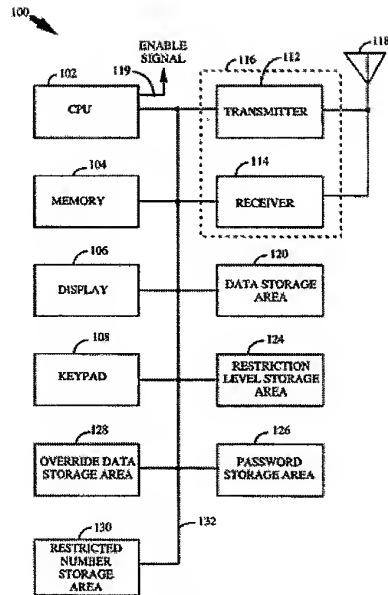 100
ENABLE
SIGNAL
119
102
CPU
116
112
TRANSMITTER
118
104
MEMORY
114
RECEIVER
106
DISPLAY
120
DATA STORAGE
AREA
108
KEYPAD
124
RESTRICTION
LEVEL STORAGE
AREA
128
OVERRIDE DATA
STORAGE AREA
126
PASSWORD
STORAGE AREA
130
RESTRICTED
NUMBER
STORAGE AREA
132